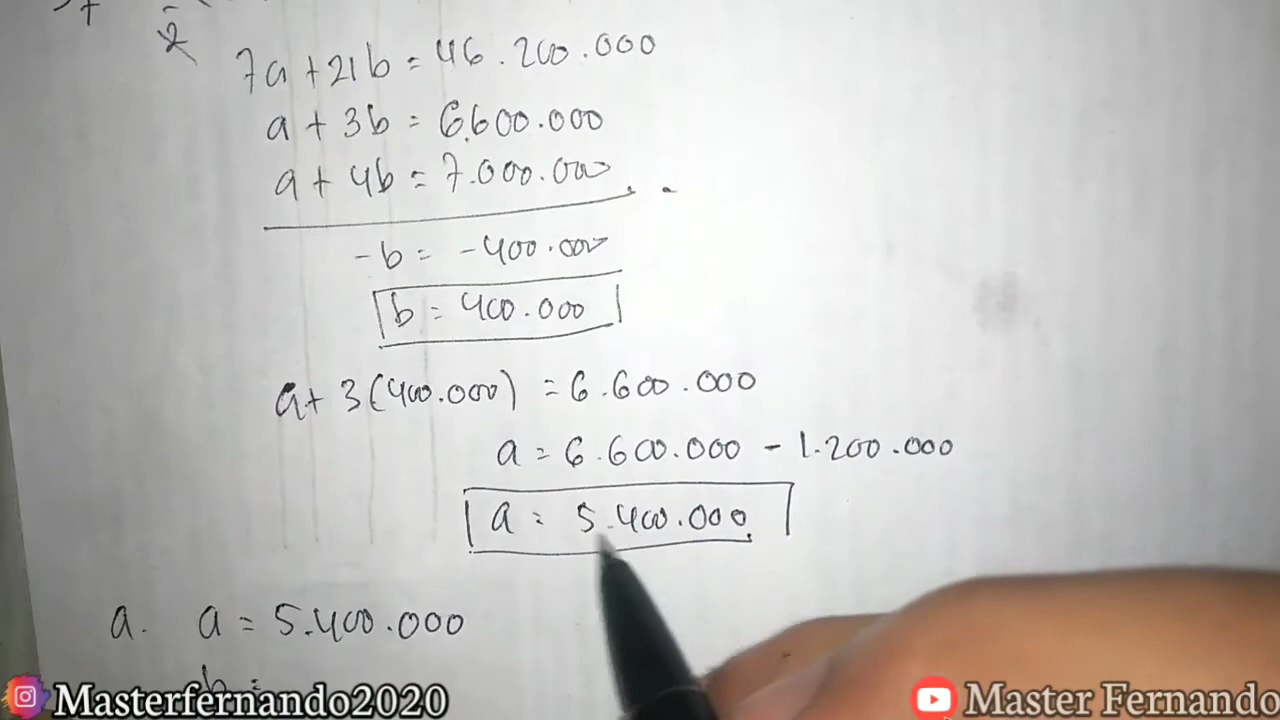 2
7a + 21b = 46.200.000
a + 3b = 6.600.000
a + 4b = 7.000.000
-b = -400.000
b = 400.000
a + 3(400.000) = 6.600.000
a = 6.600.000 - 1.200.000
a = 5.400.000
a. a = 5.400.000
b =
Masterfernando2020
Master Fernando